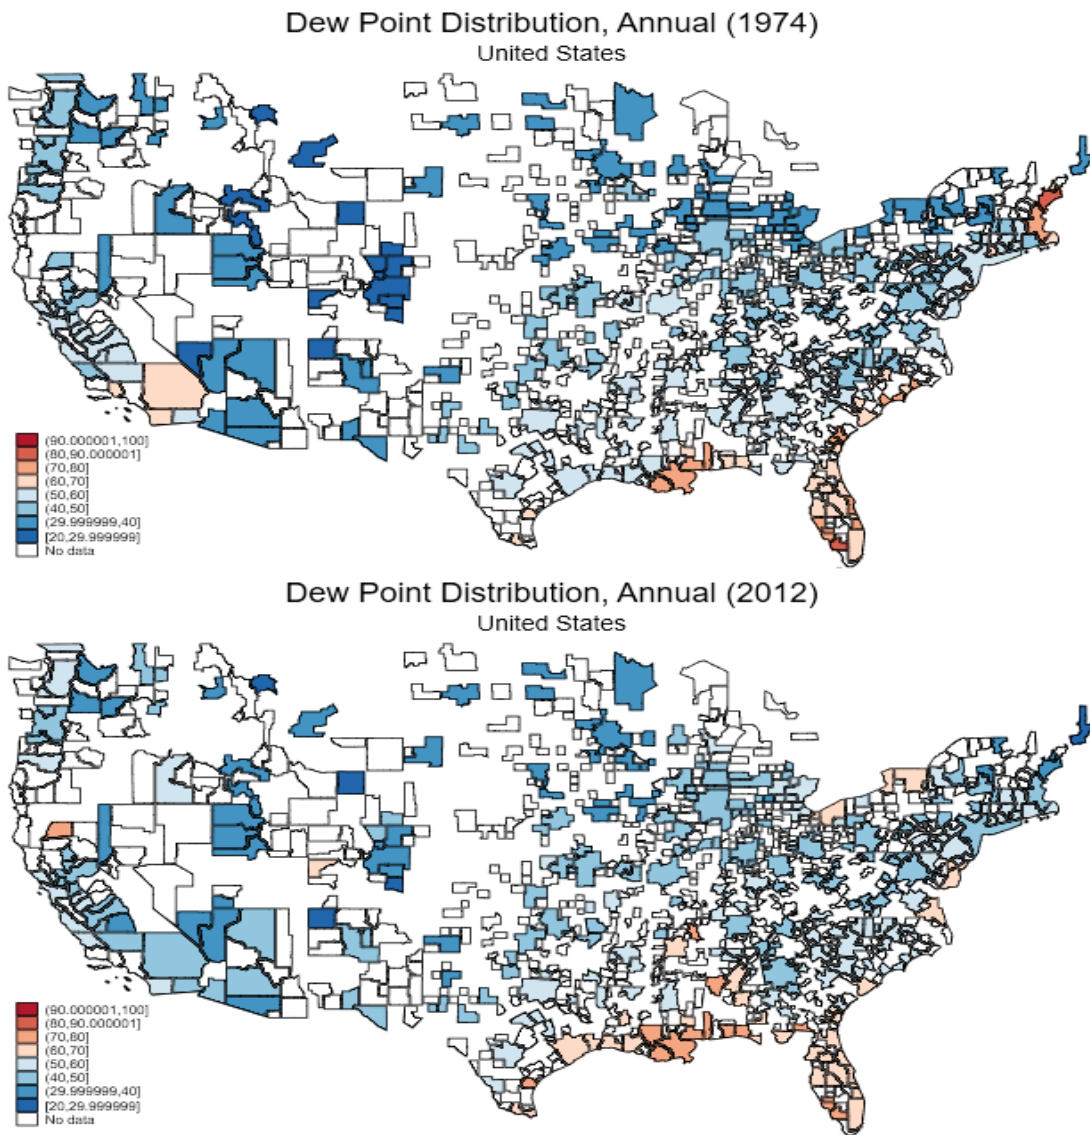 Dew Point Distribution, Annual (1974)
United States
(90.000001,100]
(80,90.000001]
(70,80]
(60,70]
(50,60]
(40,50]
(29.999999,40]
[20,29.999999]
No data
Dew Point Distribution, Annual (2012)
United States
(90.000001,100]
(80,90.000001]
(70,80]
(60,70]
(50,60]
(40,50]
(29.999999,40]
[20,29.999999]
No data